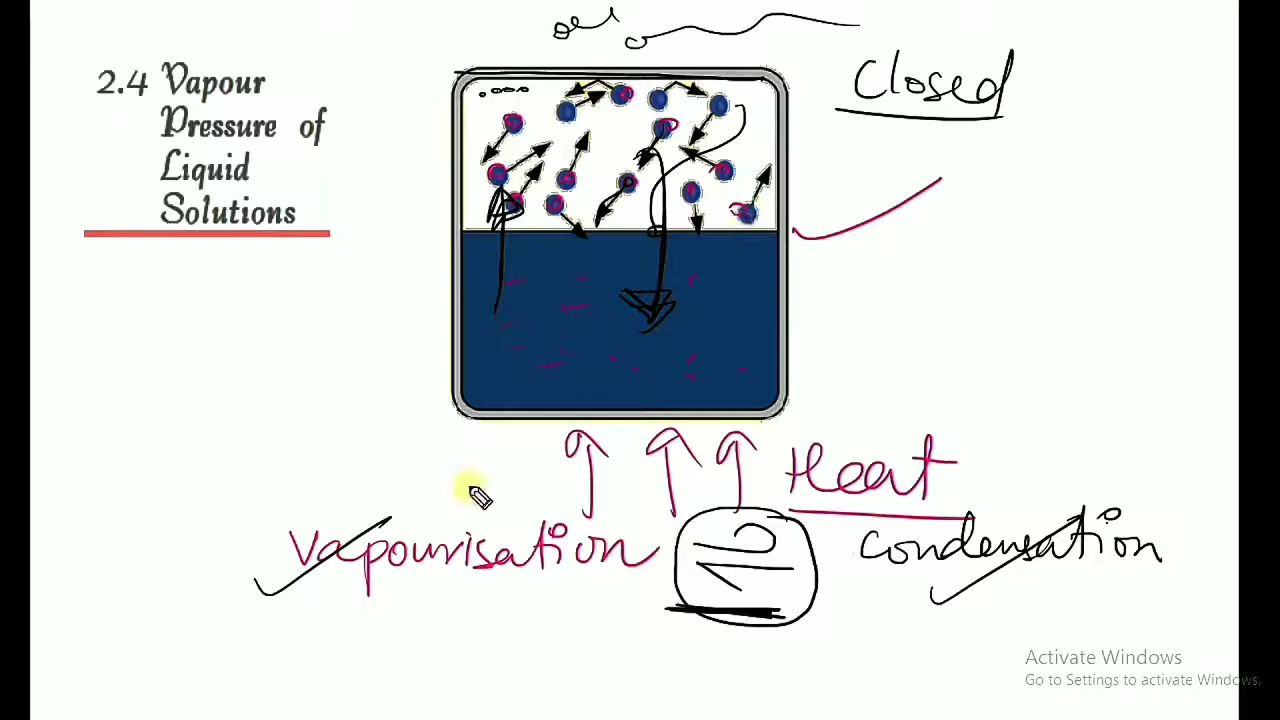 2.4 Vapour
Pressure of
Liquid
Solutions
Closed
Heat
Vapourisation
condensation
Activate Windows
Go to Settings to activate Windows.